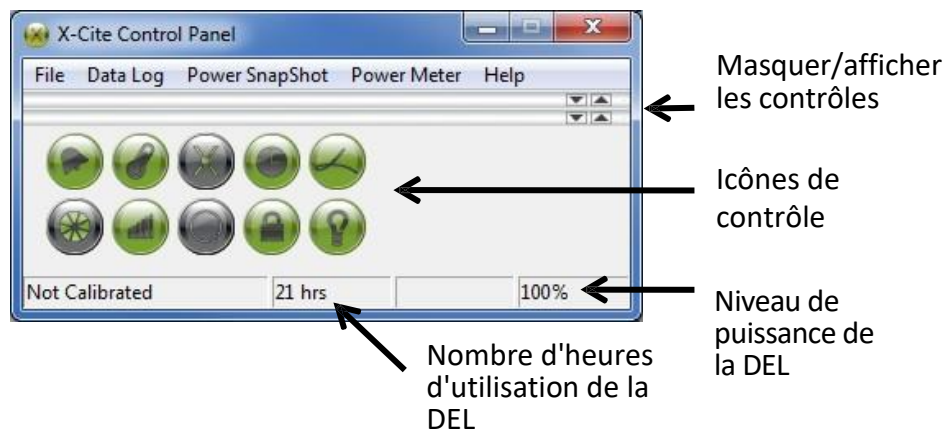 X-Cite Control Panel
File Data Log Power SnapShot Power Meter Help
Masquer/afficher
les contrôles
Icônes de
contrôle
Not Calibrated 21 hrs 100%
Niveau de
puissance de
la DEL
Nombre d'heures
d'utilisation de la
DEL